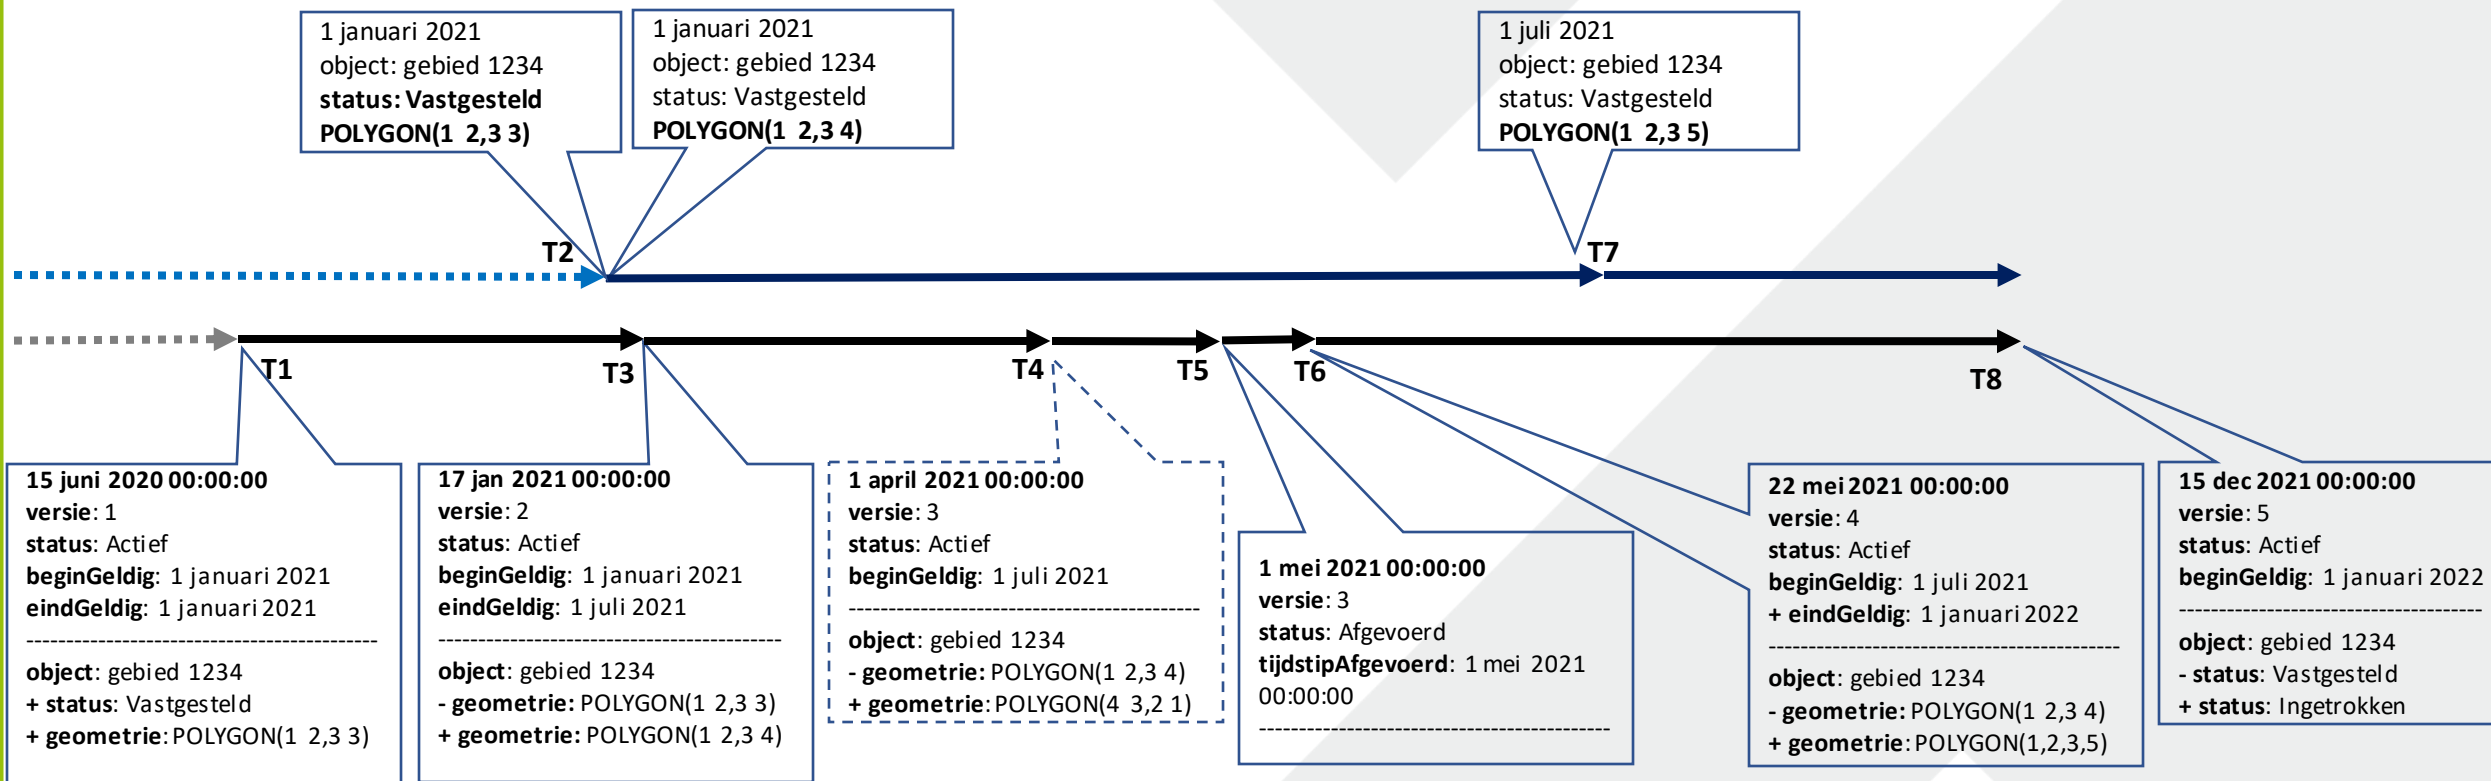 1 januari 2021
object: gebied 1234
status: Vastgesteld
POLYGON(1 2,3 3)
1 januari 2021
object: gebied 1234
status: Vastgesteld
POLYGON(1 2,3 4)
1 juli 2021
object: gebied 1234
status: Vastgesteld
POLYGON(1 2,3 5)
T2
T7
T1
T3
T4
T5
T6
T8
15 juni 2020 00:00:00
versie: 1
status: Actief
beginGeldig: 1 januari 2021
eindGeldig: 1 januari 2021
--------------------------------------------
object: gebied 1234
+ status: Vastgesteld
+ geometrie: POLYGON(1 2,3 3)
17 jan 2021 00:00:00
versie: 2
status: Actief
beginGeldig: 1 januari 2021
eindGeldig: 1 juli 2021
-------------------------------------------
object: gebied 1234
- geometrie: POLYGON(1 2,3 3)
+ geometrie: POLYGON(1 2,3 4)
1 april 2021 00:00:00
versie: 3
status: Actief
beginGeldig: 1 juli 2021
--------------------------------------------
object: gebied 1234
- geometrie: POLYGON(1 2,3 4)
+ geometrie: POLYGON(4 3,2 1)
1 mei 2021 00:00:00
versie: 3
status: Afgevoerd
tijdstipAfgevoerd: 1 mei 2021
00:00:00
--------------------------------------------
22 mei 2021 00:00:00
versie: 4
status: Actief
beginGeldig: 1 juli 2021
+ eindGeldig: 1 januari 2022
--------------------------------------------
object: gebied 1234
- geometrie: POLYGON(1 2,3 4)
+ geometrie: POLYGON(1,2,3,5)
15 dec 2021 00:00:00
versie: 5
status: Actief
beginGeldig: 1 januari 2022
--------------------------------------
object: gebied 1234
- status: Vastgesteld
+ status: Ingetrokken